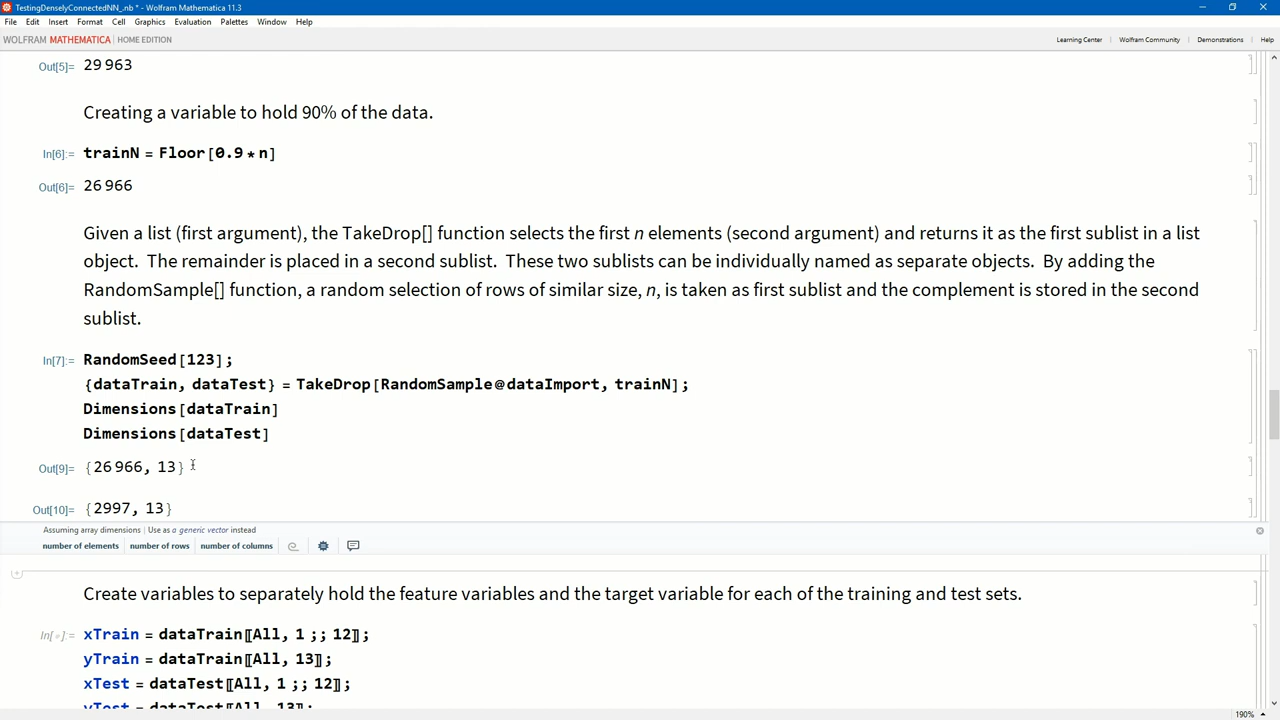 TestingDenselyConnectedNN_.nb * - Wolfram Mathematica 11.3
File Edit Insert Format Cell Graphics Evaluation Palettes Window Help
WOLFRAM MATHEMATICA HOME EDITION Learning Center Wolfram Community Demonstrations Help
Out[5]= 29 963
Creating a variable to hold 90% of the data.
In[6]:= trainN = Floor[0.9 * n]
Out[6]= 26 966
Given a list (first argument), the TakeDrop[] function selects the first n elements (second argument) and returns it as the first sublist in a list
object. The remainder is placed in a second sublist. These two sublists can be individually named as separate objects. By adding the
RandomSample[] function, a random selection of rows of similar size, n, is taken as first sublist and the complement is stored in the second
sublist.
In[7]:= RandomSeed[123];
{dataTrain, dataTest} = TakeDrop[RandomSample@dataImport, trainN];
Dimensions[dataTrain]
Dimensions[dataTest]
Out[9]= {26 966, 13}
Out[10]= {2997, 13}
Assuming array dimensions | Use as a generic vector instead
number of elements number of rows number of columns
Create variables to separately hold the feature variables and the target variable for each of the training and test sets.
In[◦]:= xTrain = dataTrain〚All, 1 ;; 12〛;
yTrain = dataTrain〚All, 13〛;
xTest = dataTest〚All, 1 ;; 12〛;
yTest = dataTest〚All, 13〛;
190%